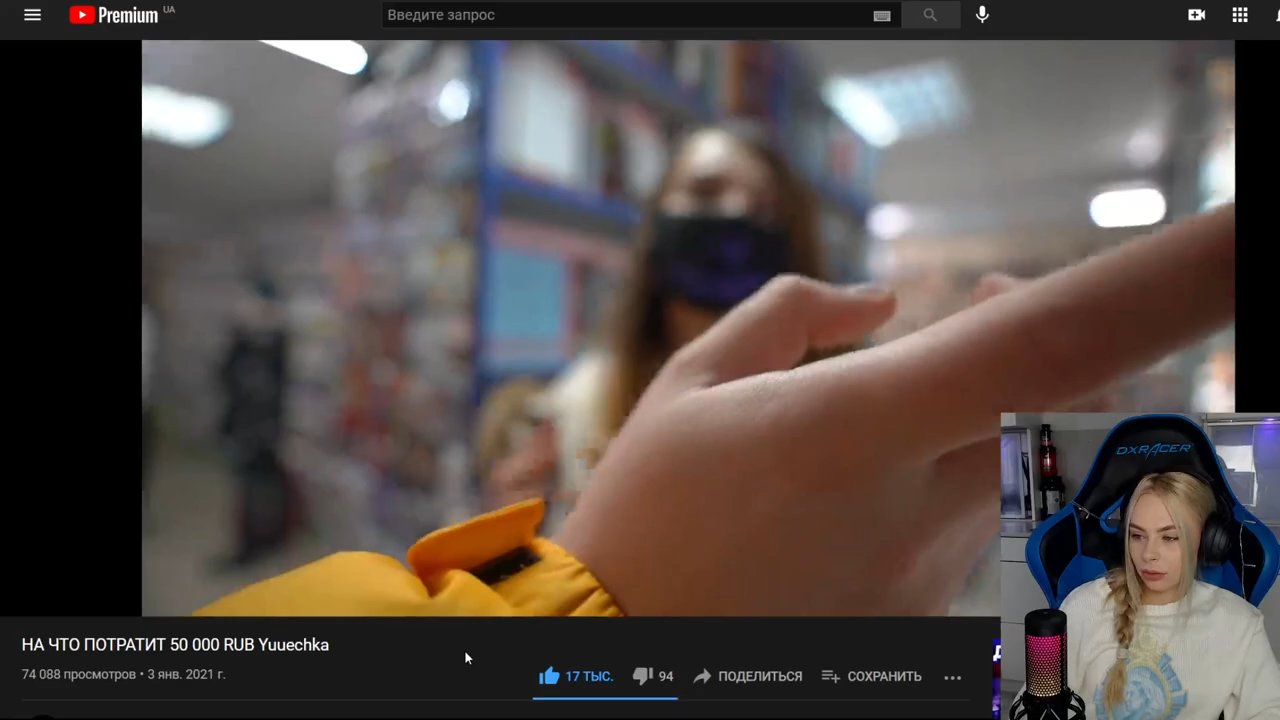 Premium UA
Введите запрос
DXRACER
НА ЧТО ПОТРАТИТ 50 000 RUB Yuuechka
74 088 просмотров • 3 янв. 2021 г.
17 ТЫС.
94
ПОДЕЛИТЬСЯ
СОХРАНИТЬ